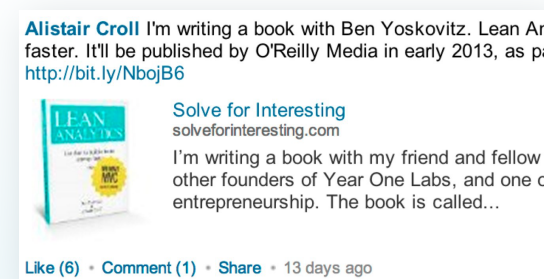 Alistair Croll I'm writing a book with Ben Yoskovitz. Lean An
faster. It'll be published by O'Reilly Media in early 2013, as pa
http://bit.ly/NbojB6
Solve for Interesting
solveforinteresting.com
LEAN
ANALYTICS
I'm writing a book with my friend and fellow
other founders of Year One Labs, and one o
entrepreneurship. The book is called...
Like (6) • Comment (1) • Share • 13 days ago